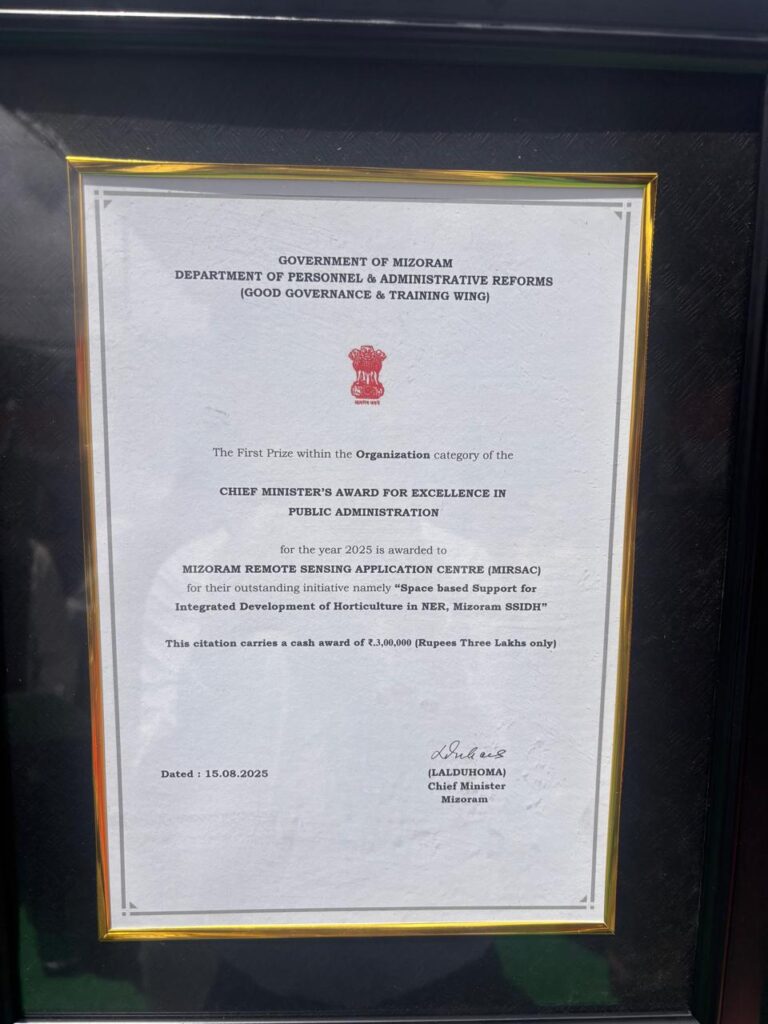 GOVERNMENT OF MIZORAM
DEPARTMENT OF PERSONNEL & ADMINISTRATIVE REFORMS
(GOOD GOVERNANCE & TRAINING WING)
सत्यमेव जयते
The First Prize within the Organization category of the
CHIEF MINISTER'S AWARD FOR EXCELLENCE IN
PUBLIC ADMINISTRATION
for the year 2025 is awarded to
MIZORAM REMOTE SENSING APPLICATION CENTRE (MIRSAC)
for their outstanding initiative namely “Space based Support for
Integrated Development of Horticulture in NER, Mizoram SSIDH”
This citation carries a cash award of ₹.3,00,000 (Rupees Three Lakhs only)
Dated : 15.08.2025
(LALDUHOMA)
Chief Minister
Mizoram